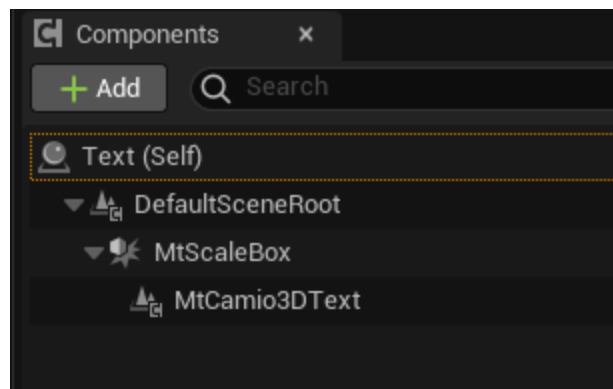 Components
Add
Search
Text (Self)
DefaultSceneRoot
MtScaleBox
MtCamio3DText